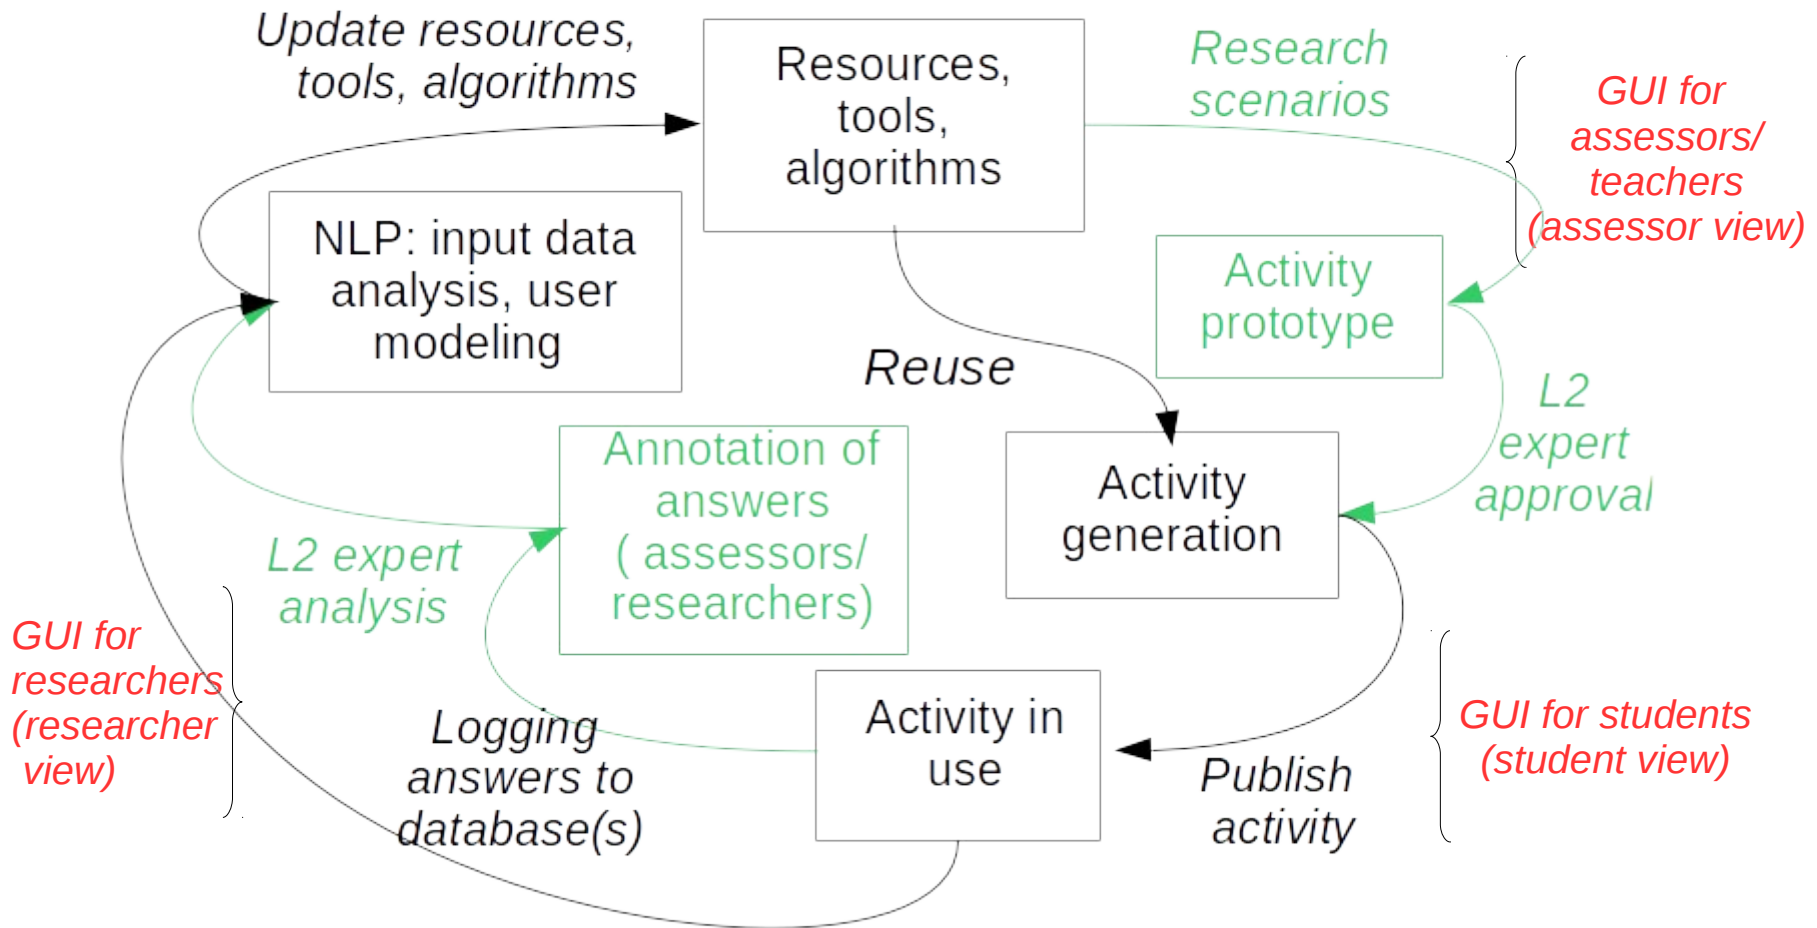 Update resources,
tools, algorithms
Resources,
tools,
algorithms
Research
scenarios
GUI for
assessors/
teachers
(assessor view)
NLP: input data
analysis, user
modeling
Activity
prototype
Reuse
L2
expert
approval
Annotation of
answers
( assessors/
researchers)
Activity
generation
L2 expert
analysis
GUI for
researchers
(researcher
view)
Logging
answers to
database(s)
Activity in
use
Publish
activity
GUI for students
(student view)